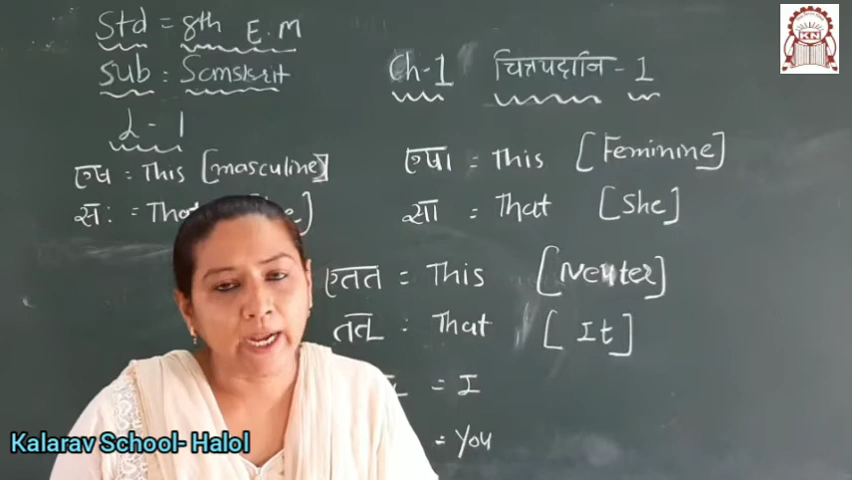 Std = 8th E.M
Sub : Samskrit
L - 1
Ch-1 चित्रपदानि - 1
एष = This [masculine]
स: = That
एषा = This [Feminine]
सा = That [She]
एतत = This [Neuter]
तत् : That [It]
= I
= You
Kalarav School- Halol
KN